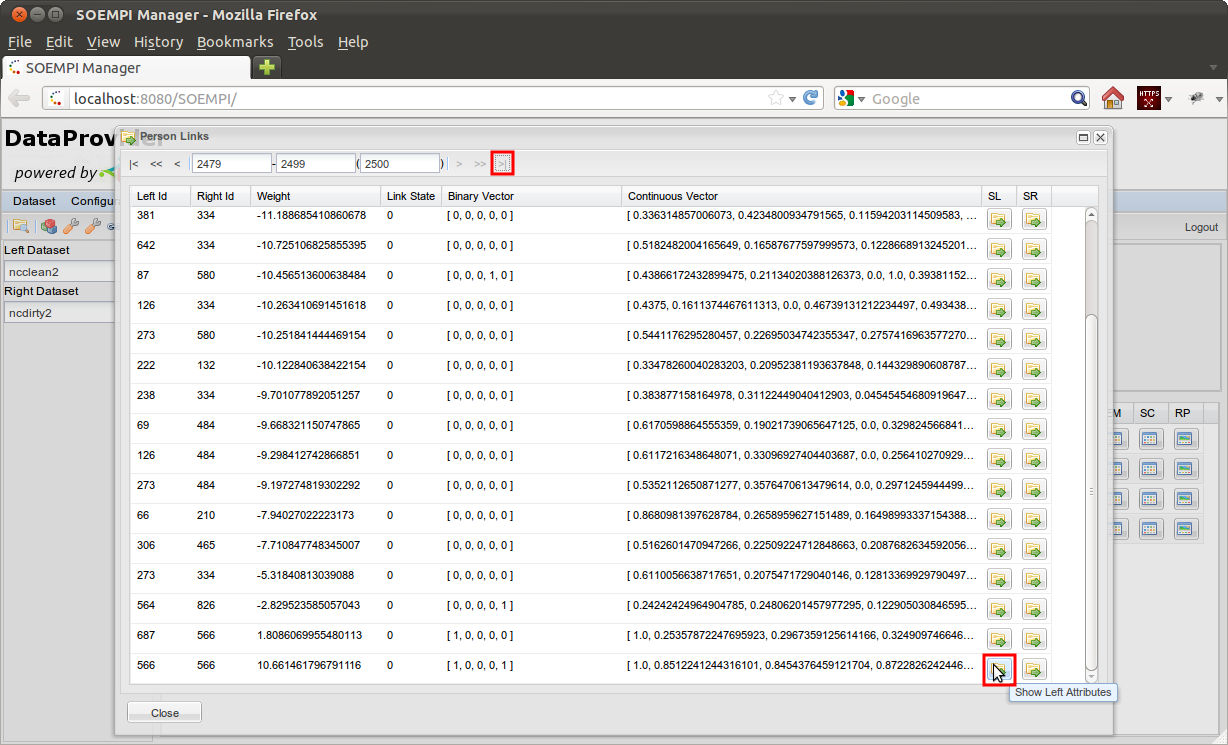 SOEMPI Manager - Mozilla Firefox
File Edit View History Bookmarks Tools Help
SOEMPI Manager
localhost:8080/SOEMPI/
Google
HTTPS
DataProvider
powered by
Person Links
|< << < 2479 - 2499 ( 2500 ) > >> >|
Dataset Configu
Logout
Left Dataset
ncclean2
Right Dataset
ncdirty2
Left Id Right Id Weight Link State Binary Vector Continuous Vector SL SR
381 334 -11.188685410860678 0 [ 0, 0, 0, 0, 0 ] [ 0.336314857006073, 0.4234800934791565, 0.11594203114509583, ...
642 334 -10.725106825855395 0 [ 0, 0, 0, 0, 0 ] [ 0.5182482004165649, 0.16587677597999573, 0.1228668913245201...
87 580 -10.456513600638484 0 [ 0, 0, 0, 1, 0 ] [ 0.43866172432899475, 0.21134020388126373, 0.0, 1.0, 0.39381152...
126 334 -10.263410691451618 0 [ 0, 0, 0, 0, 0 ] [ 0.4375, 0.1611374467611313, 0.0, 0.46739131212234497, 0.493438...
273 580 -10.251841444469154 0 [ 0, 0, 0, 0, 0 ] [ 0.5441176295280457, 0.22695034742355347, 0.2757416963577270...
222 132 -10.122840638422154 0 [ 0, 0, 0, 0, 0 ] [ 0.33478260040283203, 0.20952381193637848, 0.144329890608787...
238 334 -9.701077892051257 0 [ 0, 0, 0, 0, 0 ] [ 0.383877158164978, 0.31122449040412903, 0.04545454680919647...
69 484 -9.668321150747865 0 [ 0, 0, 0, 0, 0 ] [ 0.6170598864555359, 0.19021739065647125, 0.0, 0.329824566841...
126 484 -9.298412742866851 0 [ 0, 0, 0, 0, 0 ] [ 0.6117216348648071, 0.33096927404403687, 0.0, 0.256410270929...
273 484 -9.197274819302292 0 [ 0, 0, 0, 0, 0 ] [ 0.5352112650871277, 0.3576470613479614, 0.0, 0.2971245944499...
66 210 -7.94027022223173 0 [ 0, 0, 0, 0, 0 ] [ 0.8680981397628784, 0.2658959627151489, 0.16498993337154388...
306 465 -7.710847748345007 0 [ 0, 0, 0, 0, 0 ] [ 0.5162601470947266, 0.22509224712848663, 0.2087682634592056...
273 334 -5.31840813039088 0 [ 0, 0, 0, 0, 0 ] [ 0.6110056638717651, 0.2075471729040146, 0.12813369929790497...
564 826 -2.829523585057043 0 [ 0, 0, 0, 0, 1 ] [ 0.24242424964904785, 0.24806201457977295, 0.122905030846595...
687 566 1.8086069955480113 0 [ 1, 0, 0, 0, 0 ] [ 1.0, 0.25357872247695923, 0.2967359125614166, 0.324909746646...
566 566 10.661461796791116 0 [ 1, 0, 0, 0, 1 ] [ 1.0, 0.8512241244316101, 0.8454376459121704, 0.8722826242446...
M SC RP
Show Left Attributes
Close